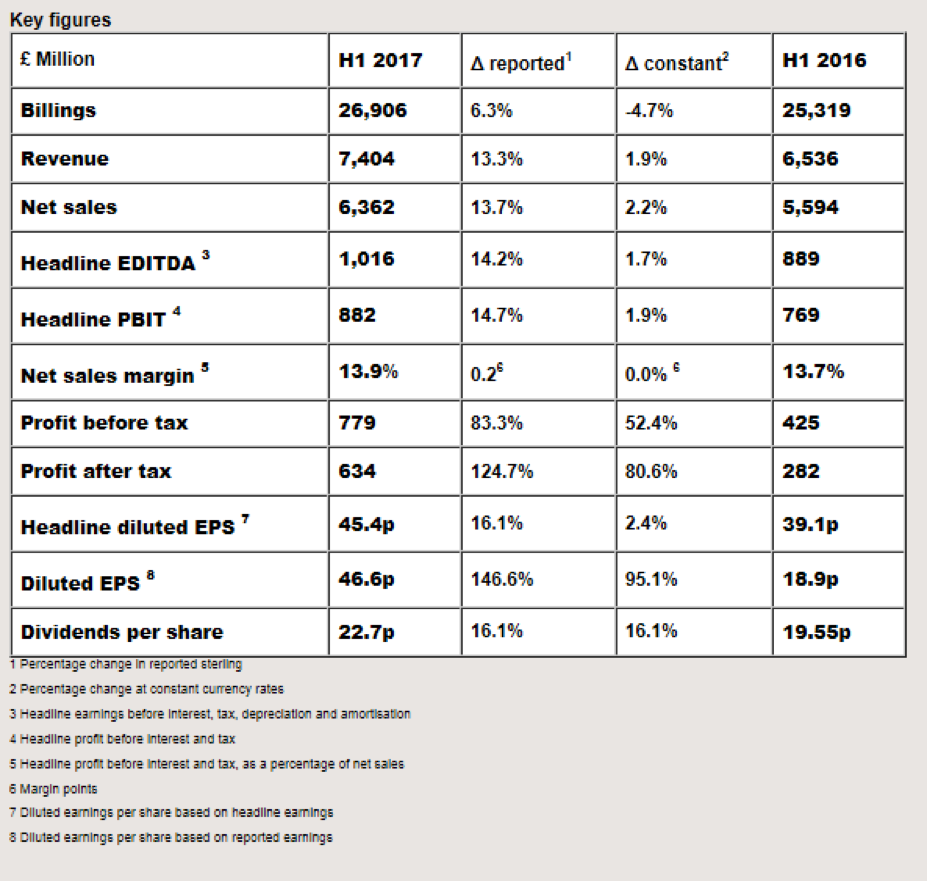 Key figures
£ Million H1 2017 Δ reported¹ Δ constant² H1 2016
Billings 26,906 6.3% -4.7% 25,319
Revenue 7,404 13.3% 1.9% 6,536
Net sales 6,362 13.7% 2.2% 5,594
Headline EDITDA ³ 1,016 14.2% 1.7% 889
Headline PBIT ⁴ 882 14.7% 1.9% 769
Net sales margin ⁵ 13.9% 0.2⁶ 0.0% ⁶ 13.7%
Profit before tax 779 83.3% 52.4% 425
Profit after tax 634 124.7% 80.6% 282
Headline diluted EPS ⁷ 45.4p 16.1% 2.4% 39.1p
Diluted EPS ⁸ 46.6p 146.6% 95.1% 18.9p
Dividends per share 22.7p 16.1% 16.1% 19.55p
1 Percentage change in reported sterling
2 Percentage change at constant currency rates
3 Headline earnings before interest, tax, depreciation and amortisation
4 Headline profit before interest and tax
5 Headline profit before interest and tax, as a percentage of net sales
6 Margin points
7 Diluted earnings per share based on headline earnings
8 Diluted earnings per share based on reported earnings